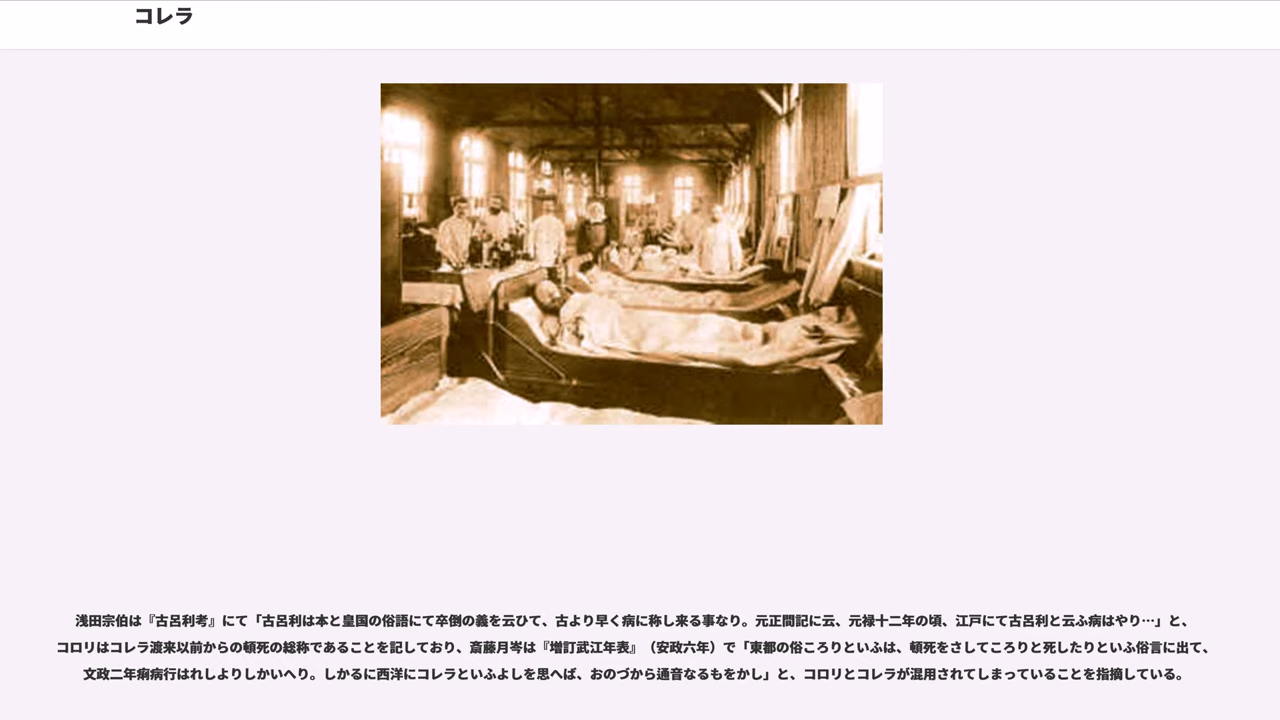 コレラ
浅田宗伯は『古呂利考』にて「古呂利は本と皇国の俗語にて卒倒の義を云ひて、古より早く病に称し来る事なり。元正間記に云、元禄十二年の頃、江戸にて古呂利と云ふ病はやり…」と、
コロリはコレラ渡来以前からの頓死の総称であることを記しており、斎藤月岑は『増訂武江年表』（安政六年）で「東都の俗ころりといふは、頓死をさしてころりと死したりといふ俗言に出て、
文政二年痢病行はれしよりしかいへり。しかるに西洋にコレラといふよしを思へば、おのづから通音なるもをかし」と、コロリとコレラが混用されてしまっていることを指摘している。